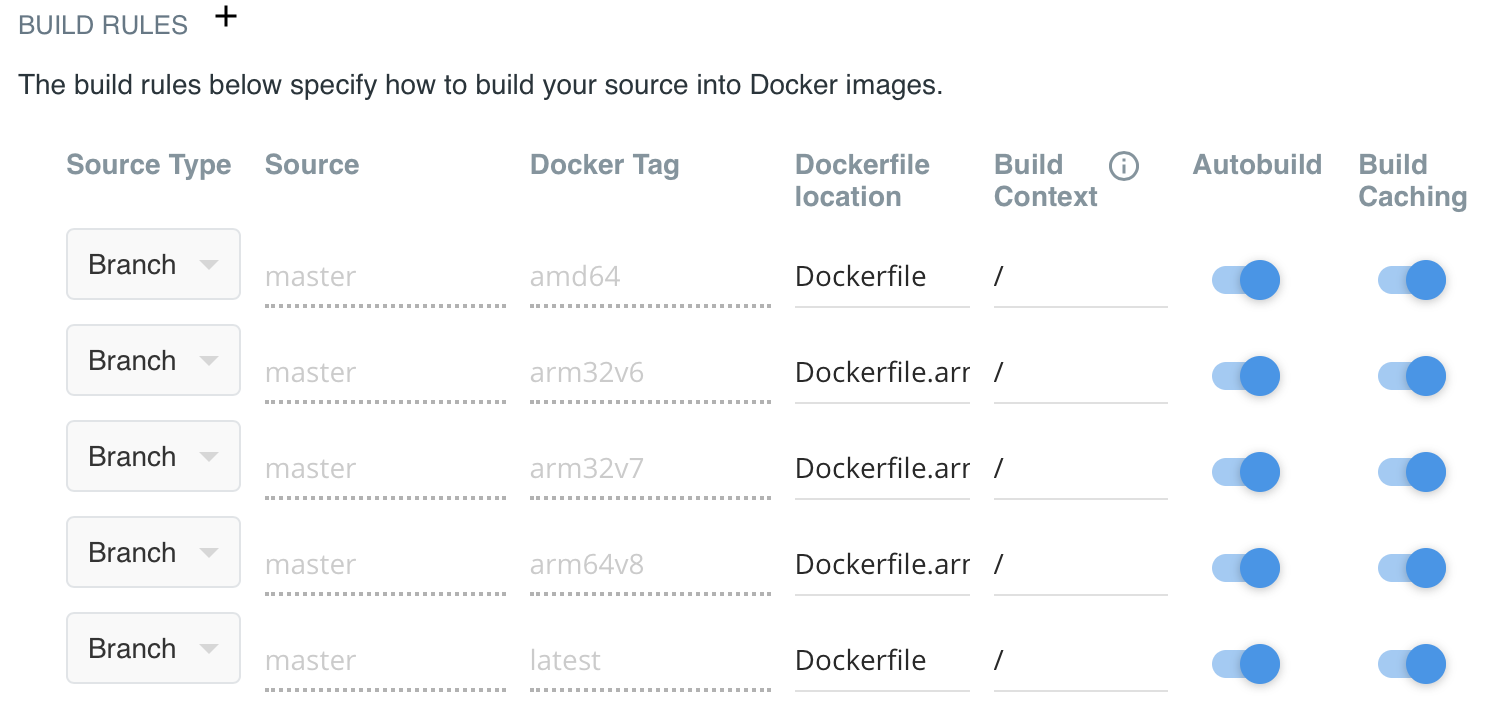 BUILD RULES +
The build rules below specify how to build your source into Docker images.
Source Type Source Docker Tag Dockerfile location Build Context i Autobuild Build Caching
Branch master amd64 Dockerfile /
Branch master arm32v6 Dockerfile.arr /
Branch master arm32v7 Dockerfile.arr /
Branch master arm64v8 Dockerfile.arr /
Branch master latest Dockerfile /